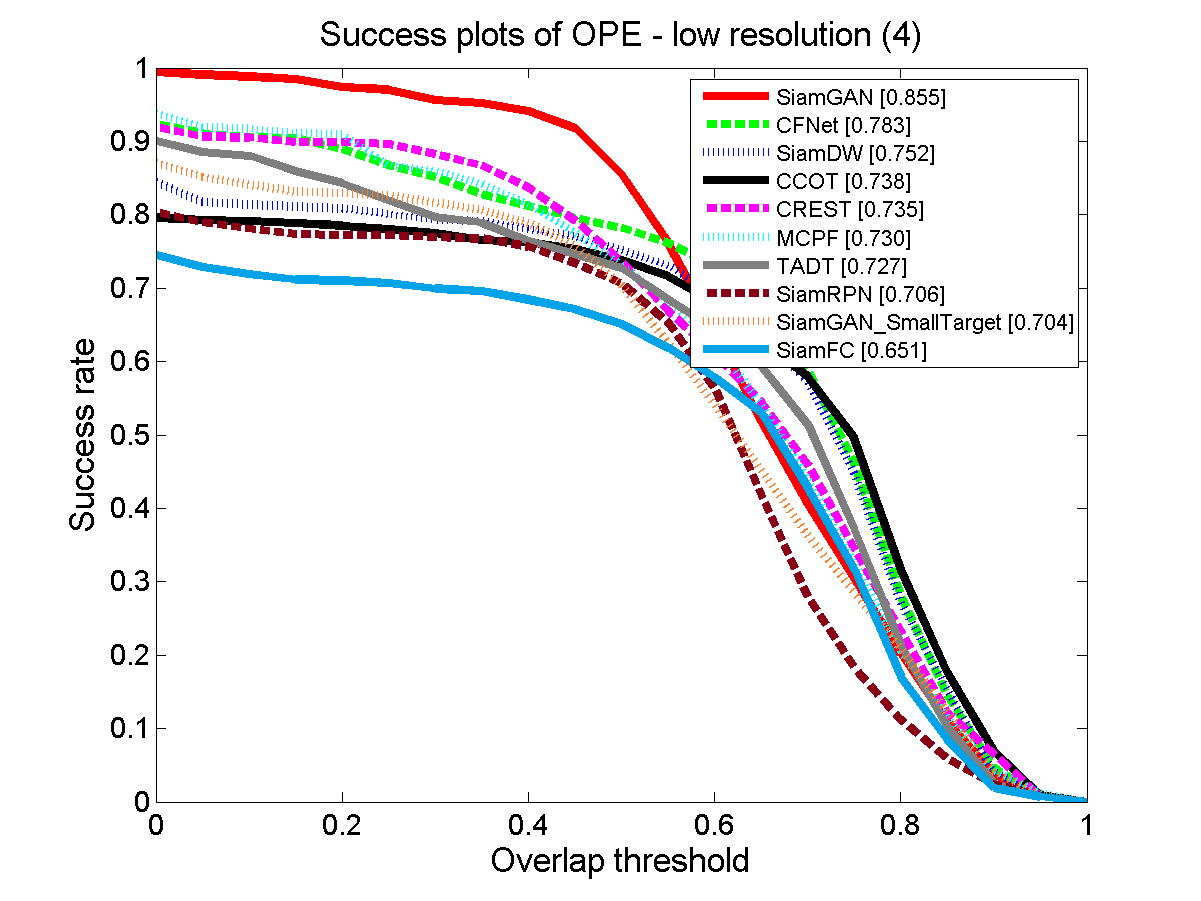 Success plots of OPE - low resolution (4)
1
0.9
0.8
0.7
0.6
0.5
0.4
0.3
0.2
0.1
0
Success rate
SiamGAN [0.855]
CFNet [0.783]
SiamDW [0.752]
CCOT [0.738]
CREST [0.735]
MCPF [0.730]
TADT [0.727]
SiamRPN [0.706]
SiamGAN_SmallTarget [0.704]
SiamFC [0.651]
0 0.2 0.4 0.6 0.8 1
Overlap threshold